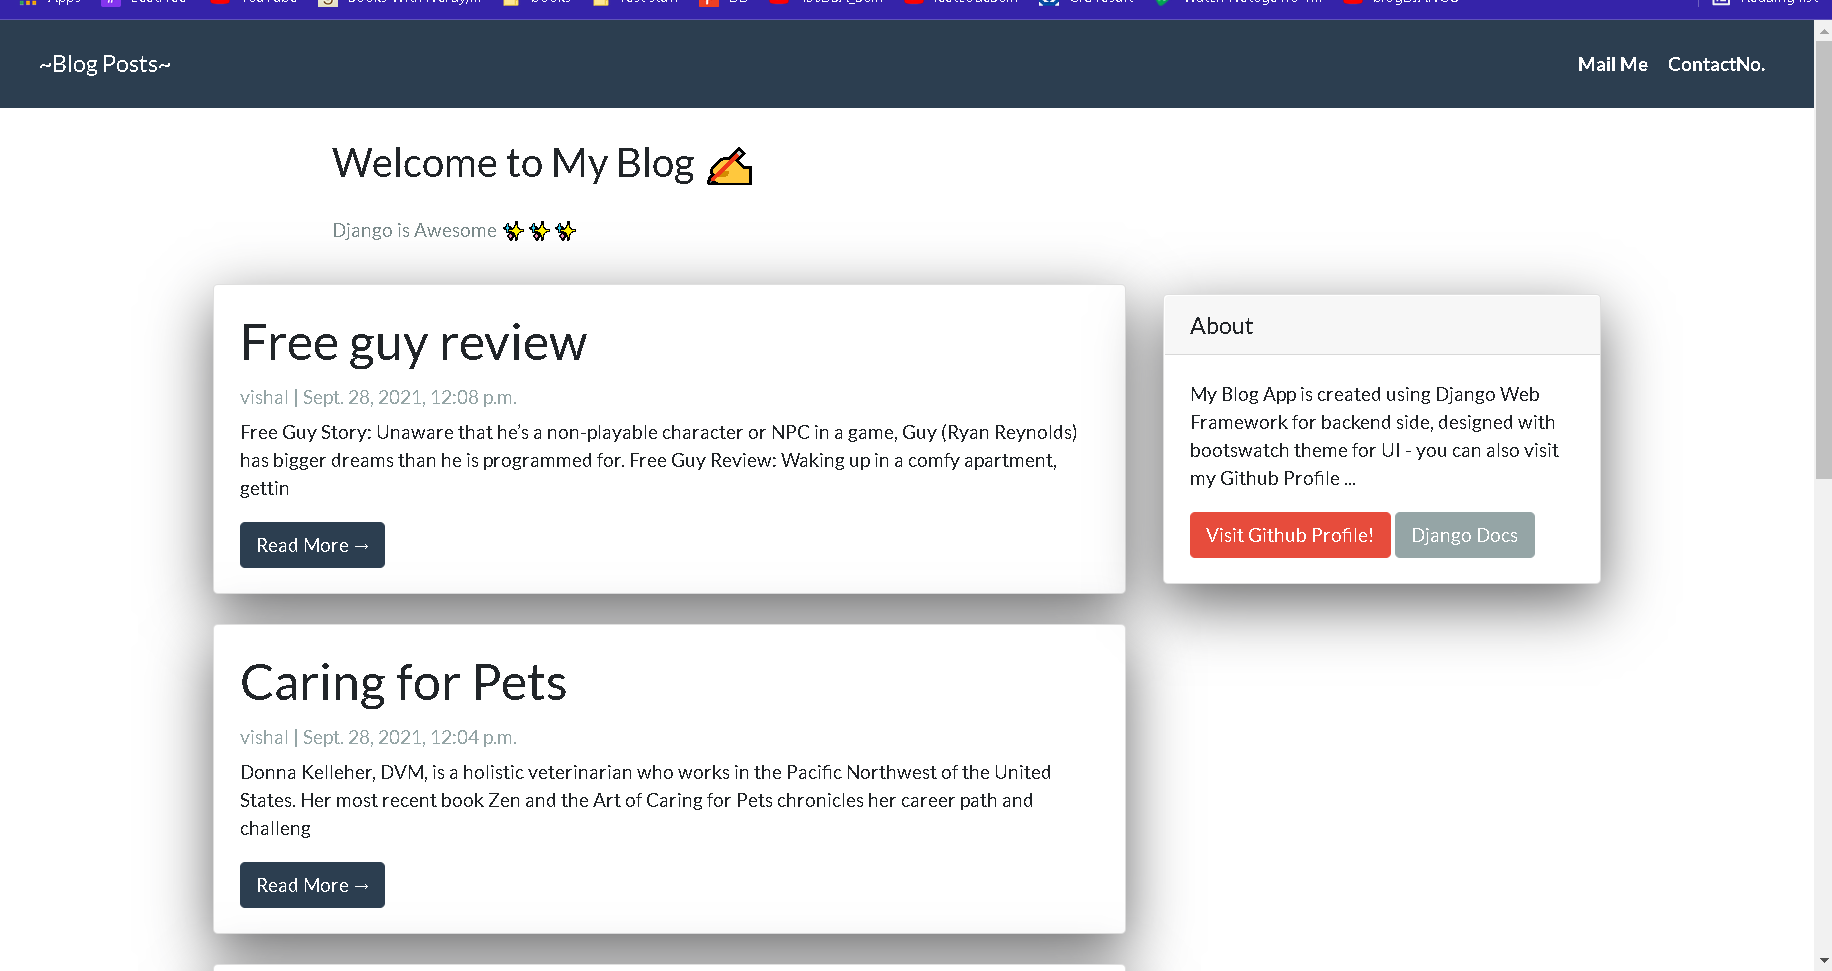 ~Blog Posts~
Mail Me
ContactNo.
Welcome to My Blog ✍
Django is Awesome ✨✨✨
Free guy review
vishal | Sept. 28, 2021, 12:08 p.m.
Free Guy Story: Unaware that he’s a non-playable character or NPC in a game, Guy (Ryan Reynolds)
has bigger dreams than he is programmed for. Free Guy Review: Waking up in a comfy apartment,
gettin
Read More →
Caring for Pets
vishal | Sept. 28, 2021, 12:04 p.m.
Donna Kelleher, DVM, is a holistic veterinarian who works in the Pacific Northwest of the United
States. Her most recent book Zen and the Art of Caring for Pets chronicles her career path and
challeng
Read More →
About
My Blog App is created using Django Web
Framework for backend side, designed with
bootswatch theme for UI - you can also visit
my Github Profile ...
Visit Github Profile!
Django Docs